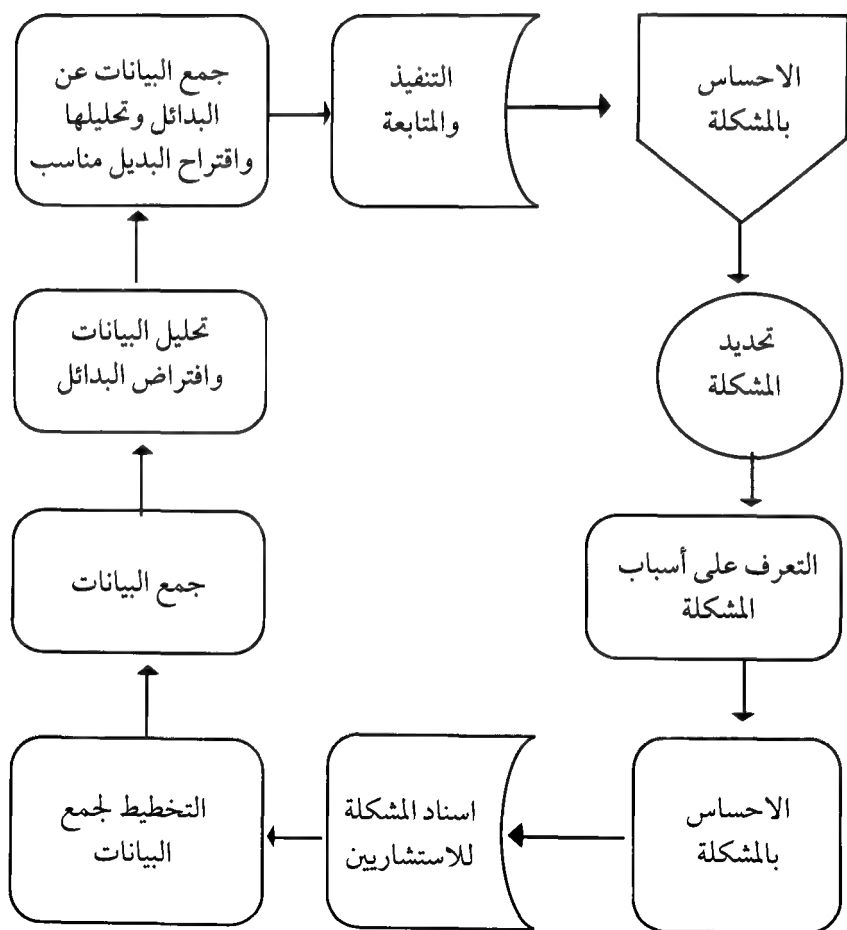 الاحساس
بالمشكلة
تحديد
المشكلة
التعرف على أسباب
المشكلة
الاحساس
بالمشكلة
اسناد المشكلة
للاستشاريين
التخطيط لجمع
البيانات
جمع البيانات
تحليل البيانات
وافتراض البدائل
جمع البيانات عن
البدائل وتحليلها
واقتراح البديل مناسب
التنفيذ
والمتابعة